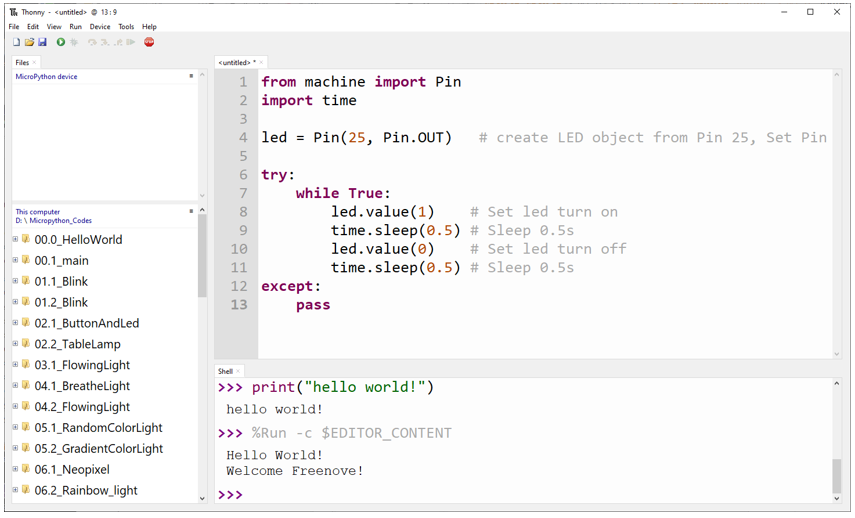 Thonny - <untitled> @ 13 : 9
File Edit View Run Device Tools Help
Files
MicroPython device
This computer
D: \ Micropython_Codes
00.0_HelloWorld
00.1_main
01.1_Blink
01.2_Blink
02.1_ButtonAndLed
02.2_TableLamp
03.1_FlowingLight
04.1_BreatheLight
04.2_FlowingLight
05.1_RandomColorLight
05.2_GradientColorLight
06.1_Neopixel
06.2_Rainbow_light
<untitled> *
1 from machine import Pin
2 import time
3
4 led = Pin(25, Pin.OUT)   # create LED object from Pin 25, Set Pin
5
6 try:
7     while True:
8         led.value(1)    # Set led turn on
9         time.sleep(0.5) # Sleep 0.5s
10         led.value(0)    # Set led turn off
11         time.sleep(0.5) # Sleep 0.5s
12 except:
13     pass
Shell
>>> print("hello world!")
hello world!
>>> %Run -c $EDITOR_CONTENT
Hello World!
Welcome Freenove!
>>>